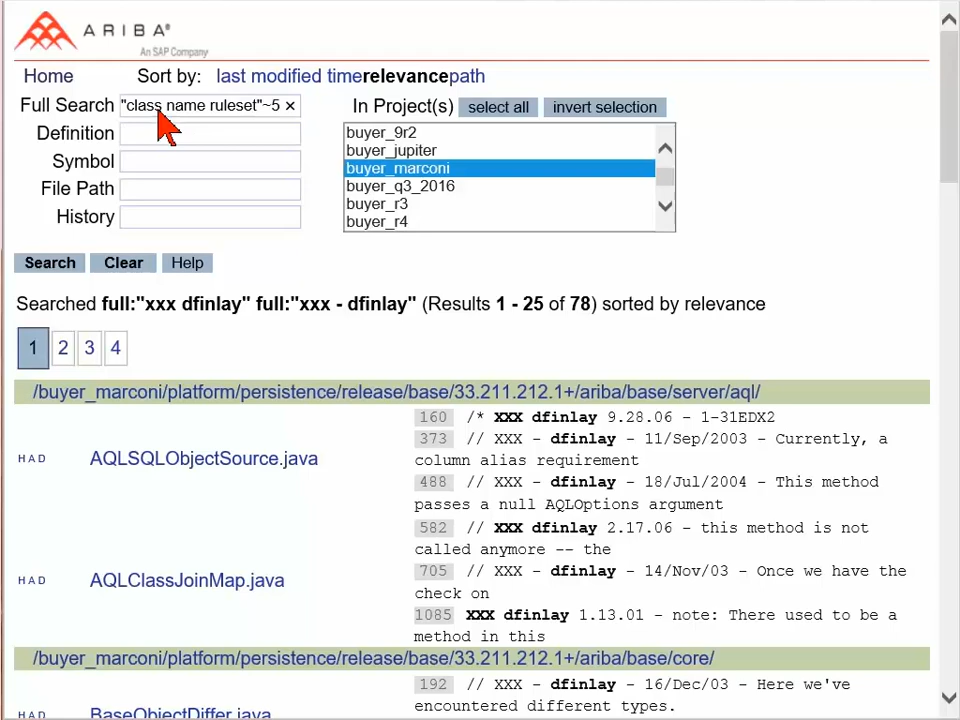 ARIBA
An SAP Company
Home Sort by: last modified timerelevancepath
Full Search "class name ruleset"~5 × In Project(s) select all invert selection
Definition
Symbol
File Path
History
buyer_9r2
buyer_jupiter
buyer_marconi
buyer_q3_2016
buyer_r3
buyer_r4
Search Clear Help
Searched full:"xxx dfinlay" full:"xxx - dfinlay" (Results 1 - 25 of 78) sorted by relevance
1 2 3 4
/buyer_marconi/platform/persistence/release/base/33.211.212.1+/ariba/base/server/aql/
H A D AQLSQLObjectSource.java
160 /* XXX dfinlay 9.28.06 - 1-31EDX2
373 // XXX - dfinlay - 11/Sep/2003 - Currently, a
column alias requirement
488 // XXX - dfinlay - 18/Jul/2004 - This method
passes a null AQLOptions argument
H A D AQLClassJoinMap.java
582 // XXX dfinlay 2.17.06 - this method is not
called anymore -- the
705 // XXX - dfinlay - 14/Nov/03 - Once we have the
check on
1085 XXX dfinlay 1.13.01 - note: There used to be a
method in this
/buyer_marconi/platform/persistence/release/base/33.211.212.1+/ariba/base/core/
H A D BaseObjectDiffer.java
192 // XXX - dfinlay - 16/Dec/03 - Here we've
encountered different types.